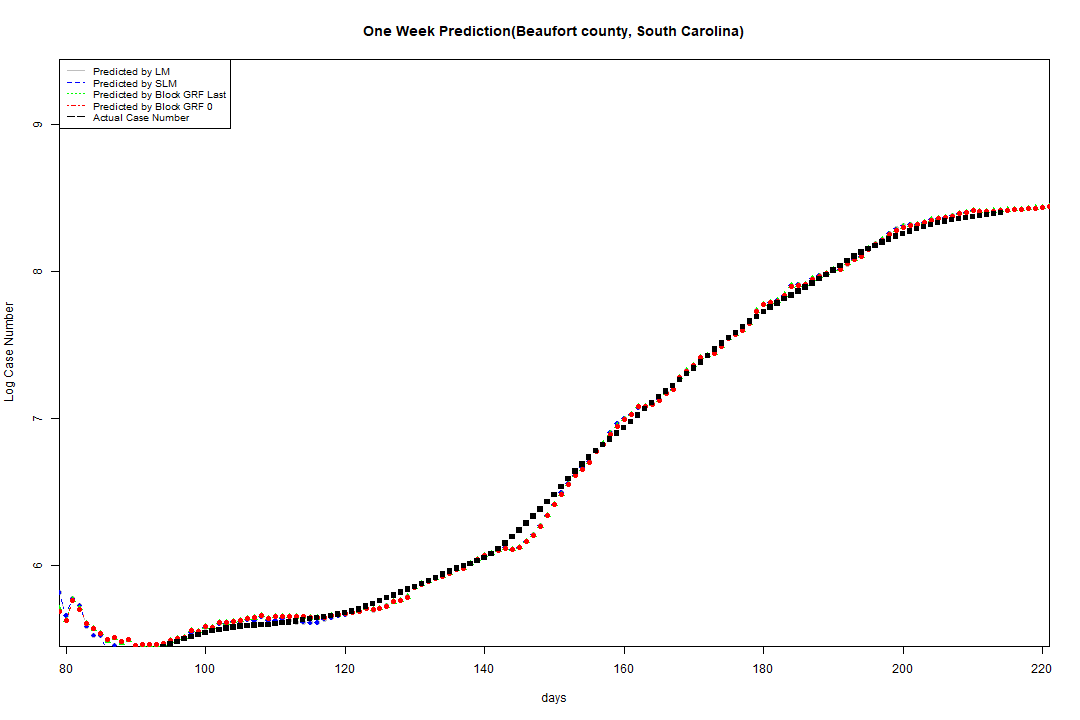 One Week Prediction(Beaufort county, South Carolina)
Predicted by LM
Predicted by SLM
Predicted by Block GRF Last
Predicted by Block GRF 0
Actual Case Number
9
8
7
6
Log Case Number
80 100 120 140 160 180 200 220
days